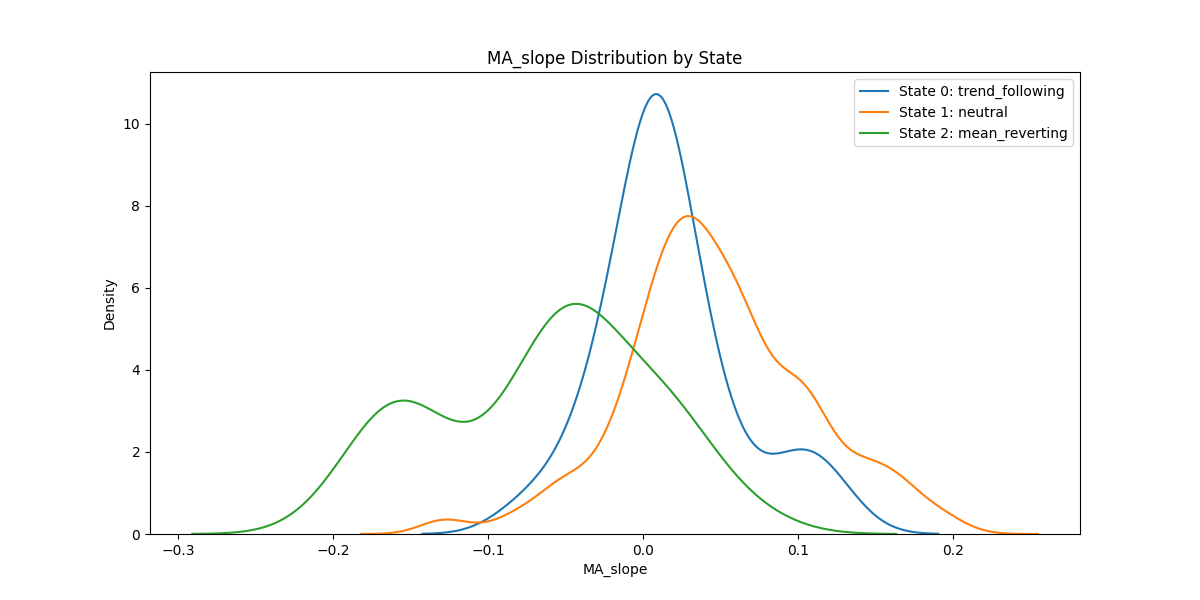 MA_slope Distribution by State
State 0: trend_following
State 1: neutral
State 2: mean_reverting
Density
10
8
6
4
2
0
−0.3 −0.2 −0.1 0.0 0.1 0.2
MA_slope